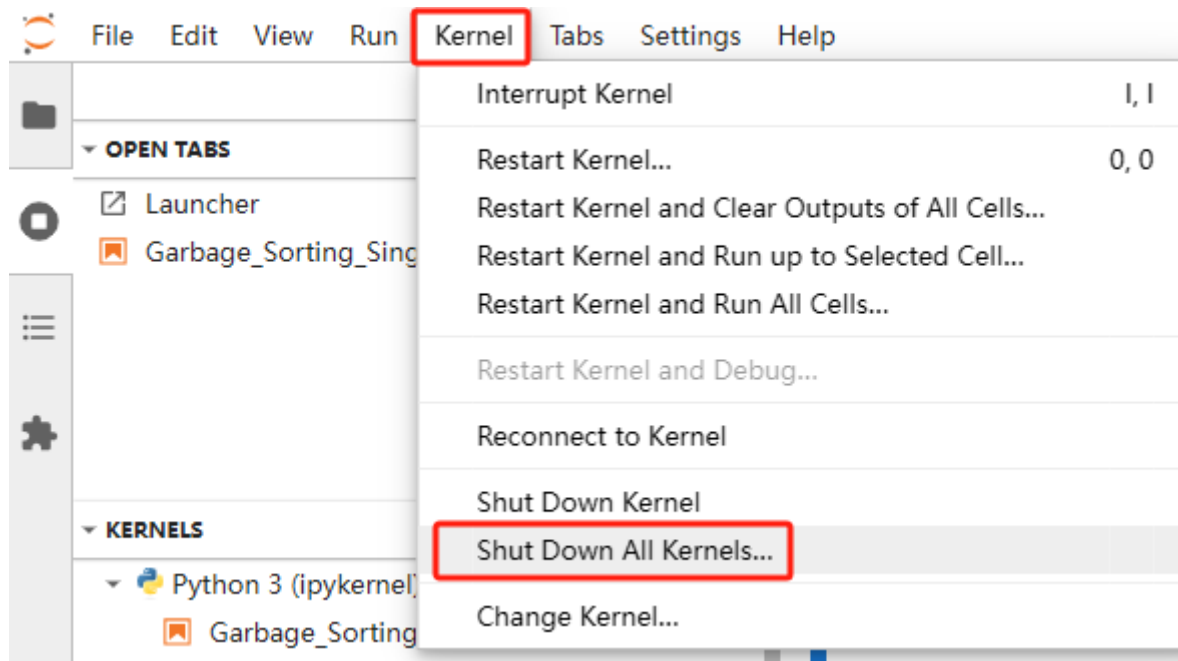 File Edit View Run Kernel Tabs Settings Help
OPEN TABS
Launcher
Garbage_Sorting_Sing
KERNELS
Python 3 (ipykernel)
Garbage_Sorting
Interrupt Kernel I, I
Restart Kernel... 0, 0
Restart Kernel and Clear Outputs of All Cells...
Restart Kernel and Run up to Selected Cell...
Restart Kernel and Run All Cells...
Restart Kernel and Debug...
Reconnect to Kernel
Shut Down Kernel
Shut Down All Kernels...
Change Kernel...